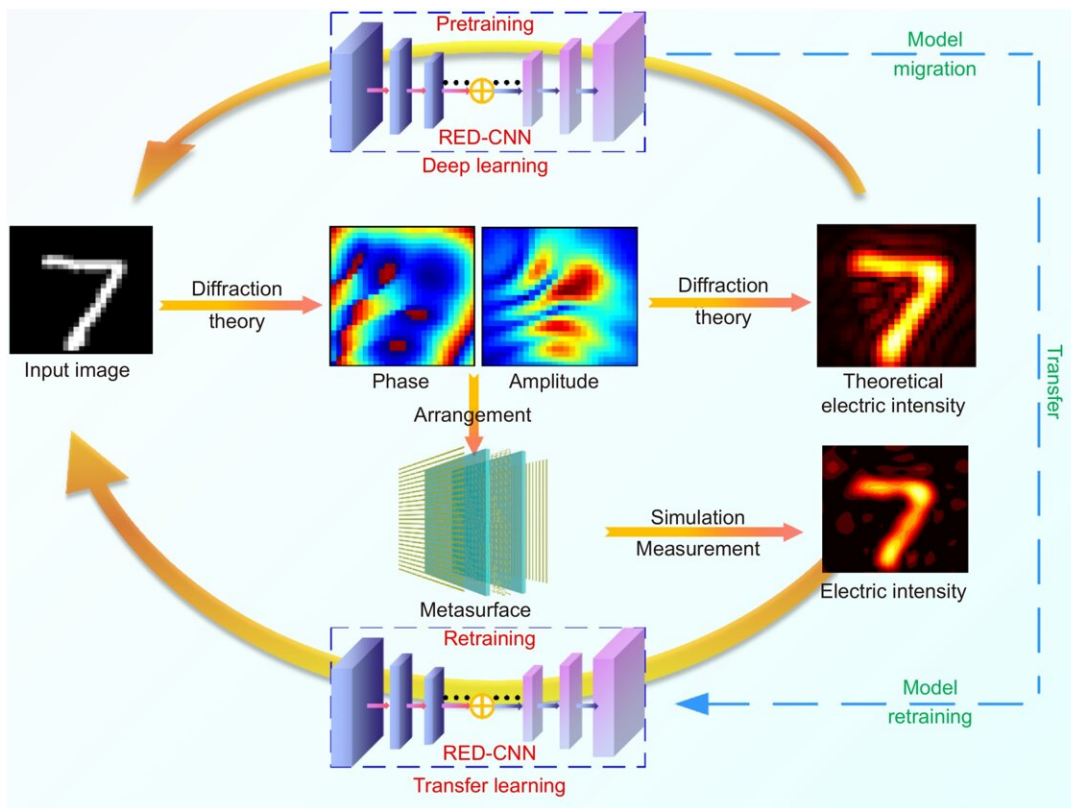 Pretraining
RED-CNN
Deep learning
Model
migration
Input image
Diffraction
theory
Phase
Amplitude
Diffraction
theory
Theoretical
electric intensity
Transfer
Arrangement
Metasurface
Simulation
Measurement
Electric intensity
Retraining
RED-CNN
Transfer learning
Model
retraining